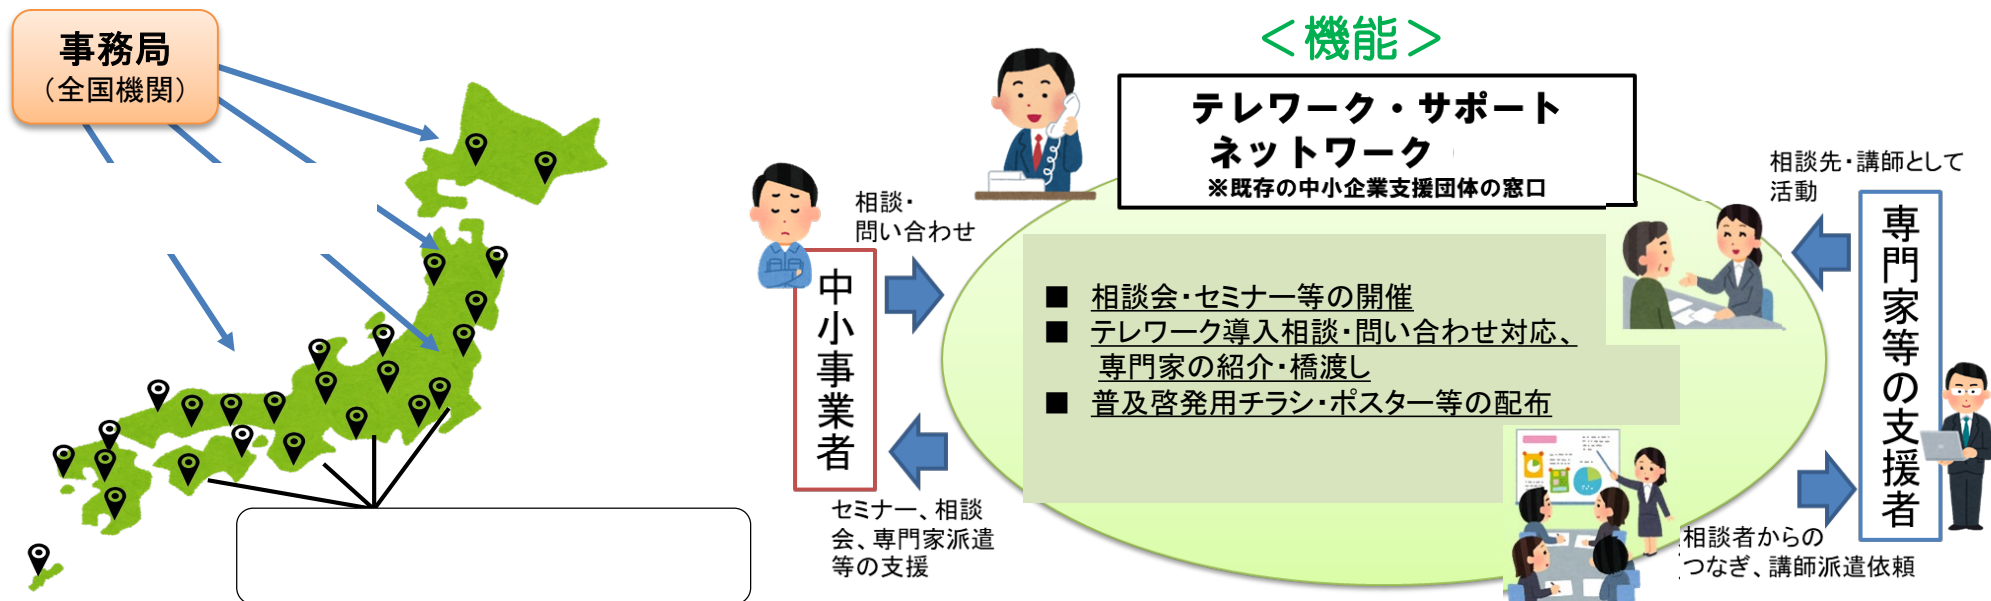 事務局
（全国機関）
＜機能＞
テレワーク・サポート
ネットワーク
※既存の中小企業支援団体の窓口
相談・
問い合わせ
中小事業者
セミナー、相談
会、専門家派遣
等の支援
■ 相談会・セミナー等の開催
■ テレワーク導入相談・問い合わせ対応、
専門家の紹介・橋渡し
■ 普及啓発用チラシ・ポスター等の配布
相談先・講師として
活動
専門家等の支援者
相談者からの
つなぎ、講師派遣依頼